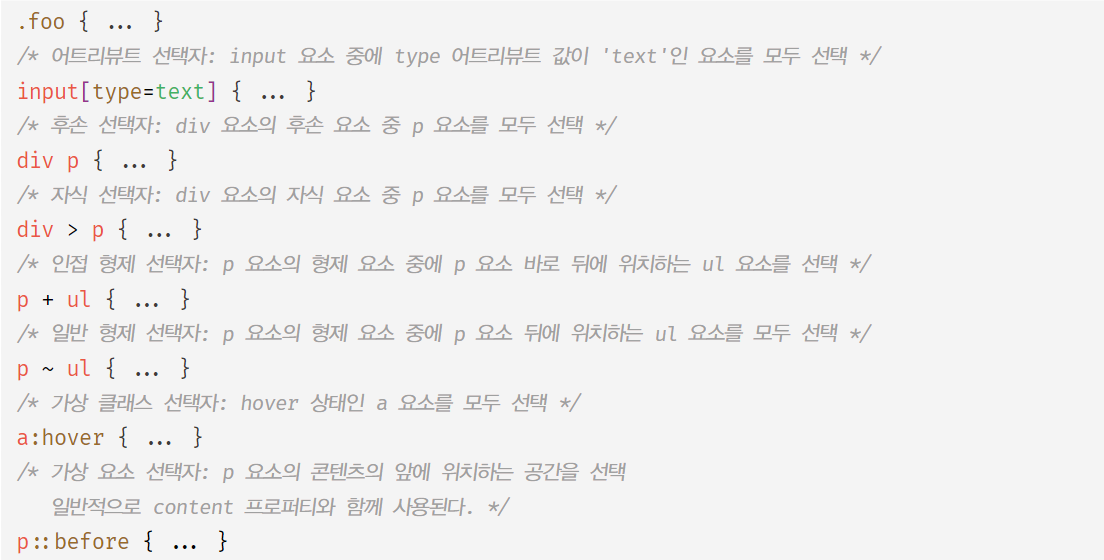 .foo { ... }
/* 어트리뷰트 선택자: input 요소 중에 type 어트리뷰트 값이 'text'인 요소를 모두 선택 */
input[type=text] { ... }
/* 후손 선택자: div 요소의 후손 요소 중 p 요소를 모두 선택 */
div p { ... }
/* 자식 선택자: div 요소의 자식 요소 중 p 요소를 모두 선택 */
div > p { ... }
/* 인접 형제 선택자: p 요소의 형제 요소 중에 p 요소 바로 뒤에 위치하는 ul 요소를 선택 */
p + ul { ... }
/* 일반 형제 선택자: p 요소의 형제 요소 중에 p 요소 뒤에 위치하는 ul 요소를 모두 선택 */
p ~ ul { ... }
/* 가상 클래스 선택자: hover 상태인 a 요소를 모두 선택 */
a:hover { ... }
/* 가상 요소 선택자: p 요소의 콘텐츠의 앞에 위치하는 공간을 선택
일반적으로 content 프로퍼티와 함께 사용된다. */
p::before { ... }